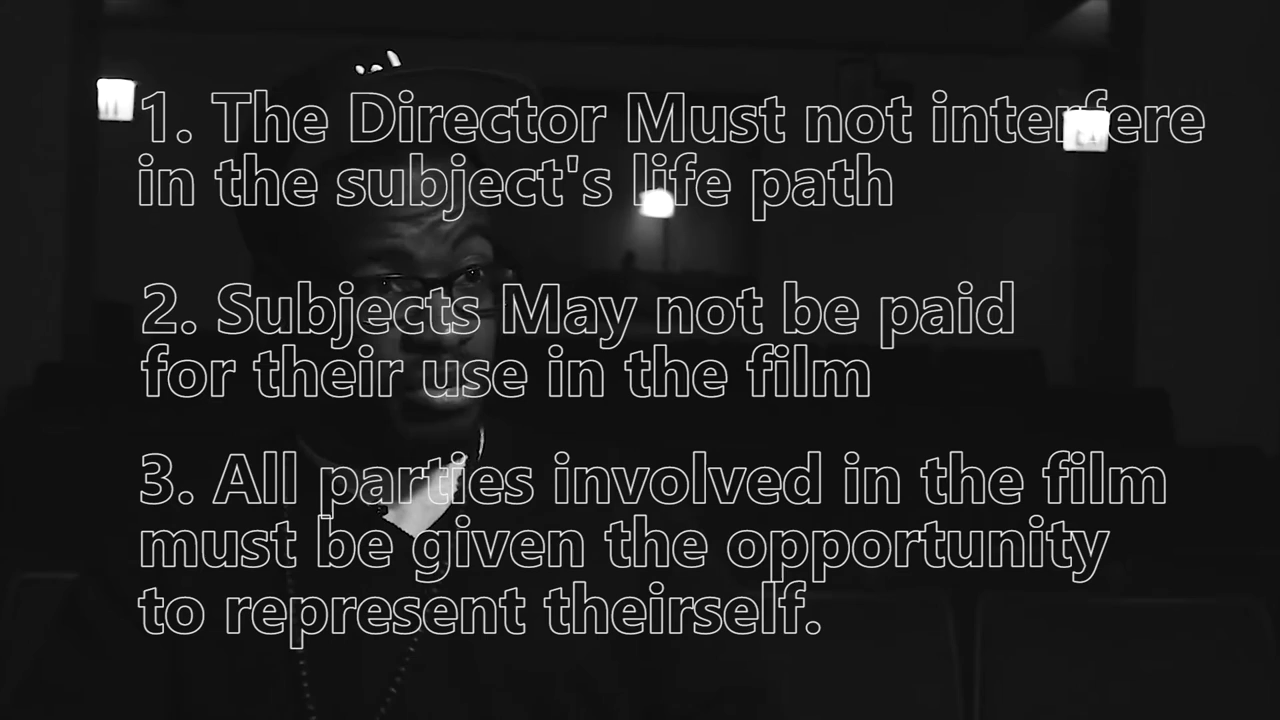 1. The Director Must not interfere
in the subject's life path
2. Subjects May not be paid
for their use in the film
3. All parties involved in the film
must be given the opportunity
to represent theirself.